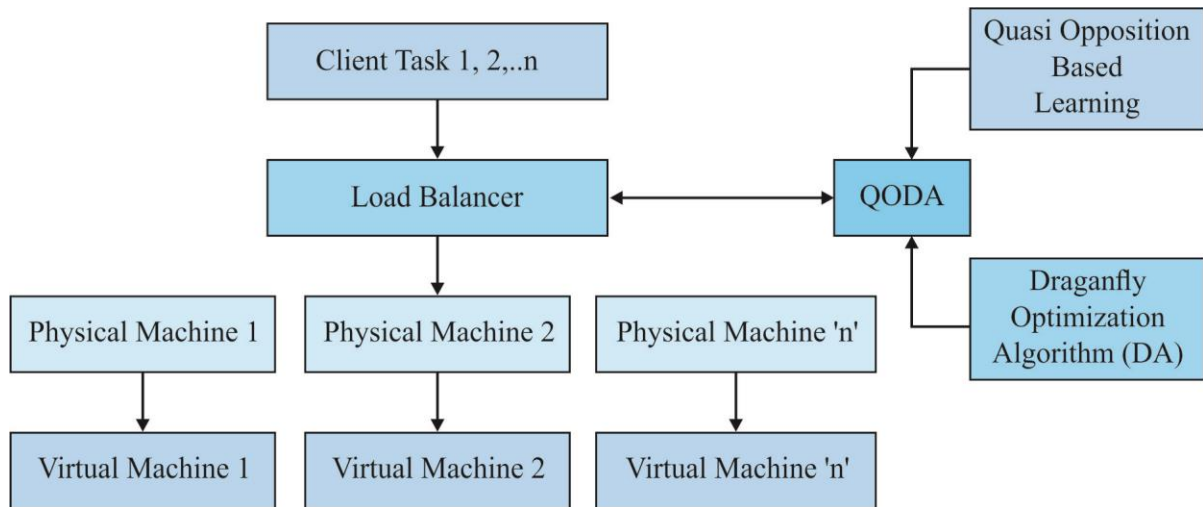 Client Task 1, 2,..n
Quasi Opposition
Based
Learning
Load Balancer
QODA
Physical Machine 1
Physical Machine 2
Physical Machine 'n'
Draganfly
Optimization
Algorithm (DA)
Virtual Machine 1
Virtual Machine 2
Virtual Machine 'n'